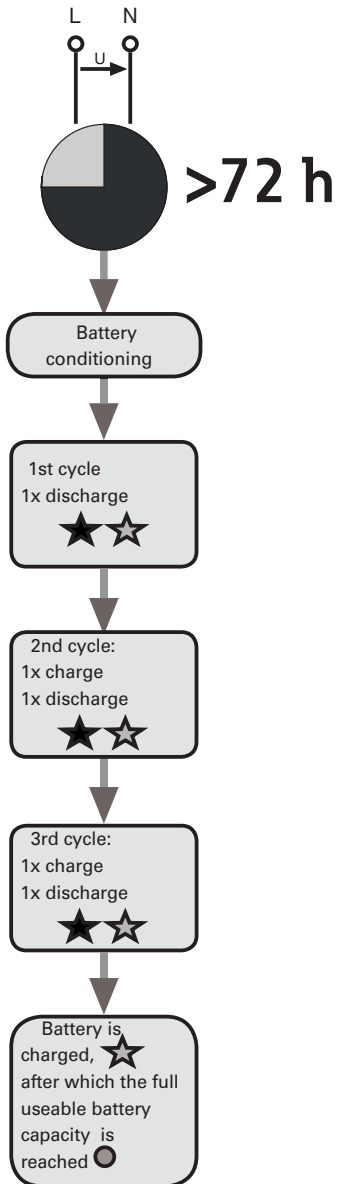 L N
U
>72 h
Battery
conditioning
1st cycle
1x discharge
2nd cycle:
1x charge
1x discharge
3rd cycle:
1x charge
1x discharge
Battery is
charged,
after which the full
useable battery
capacity is
reached